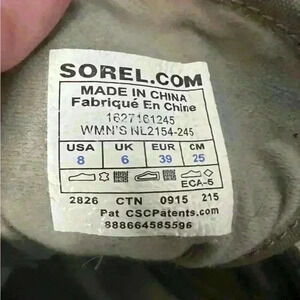 SOREL.COM
MADE IN CHINA
Fabriqué En Chine
1627161245
WMN'S NL2154-245
USA UK EUR CM
8 6 39 25
ECA-5
2826 CTN 0915 215
Pat CSCPatents.com
888664585596